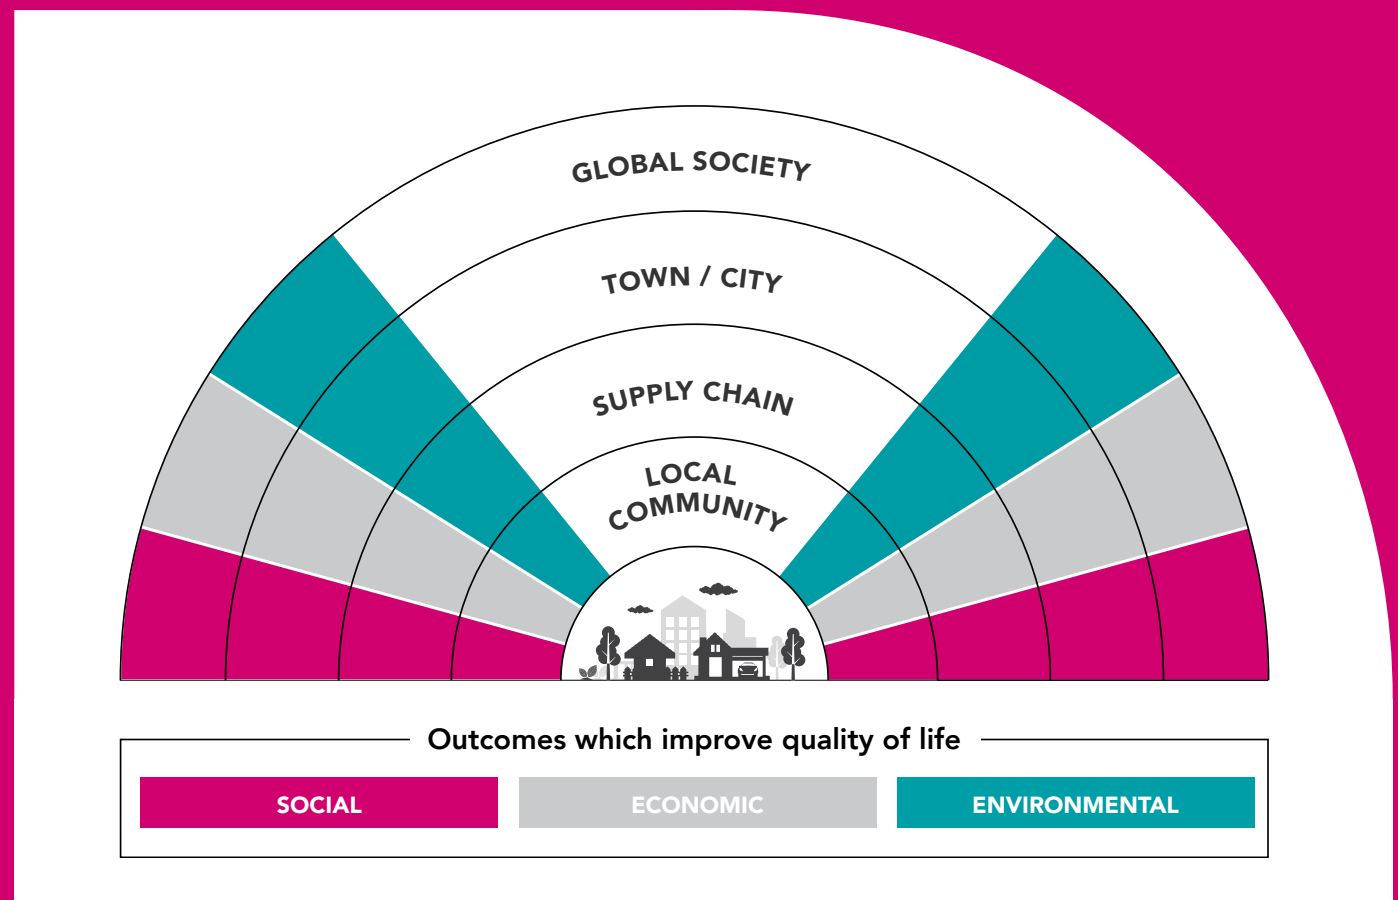 GLOBAL SOCIETY
TOWN / CITY
SUPPLY CHAIN
LOCAL
COMMUNITY
Outcomes which improve quality of life
SOCIAL
ECONOMIC
ENVIRONMENTAL